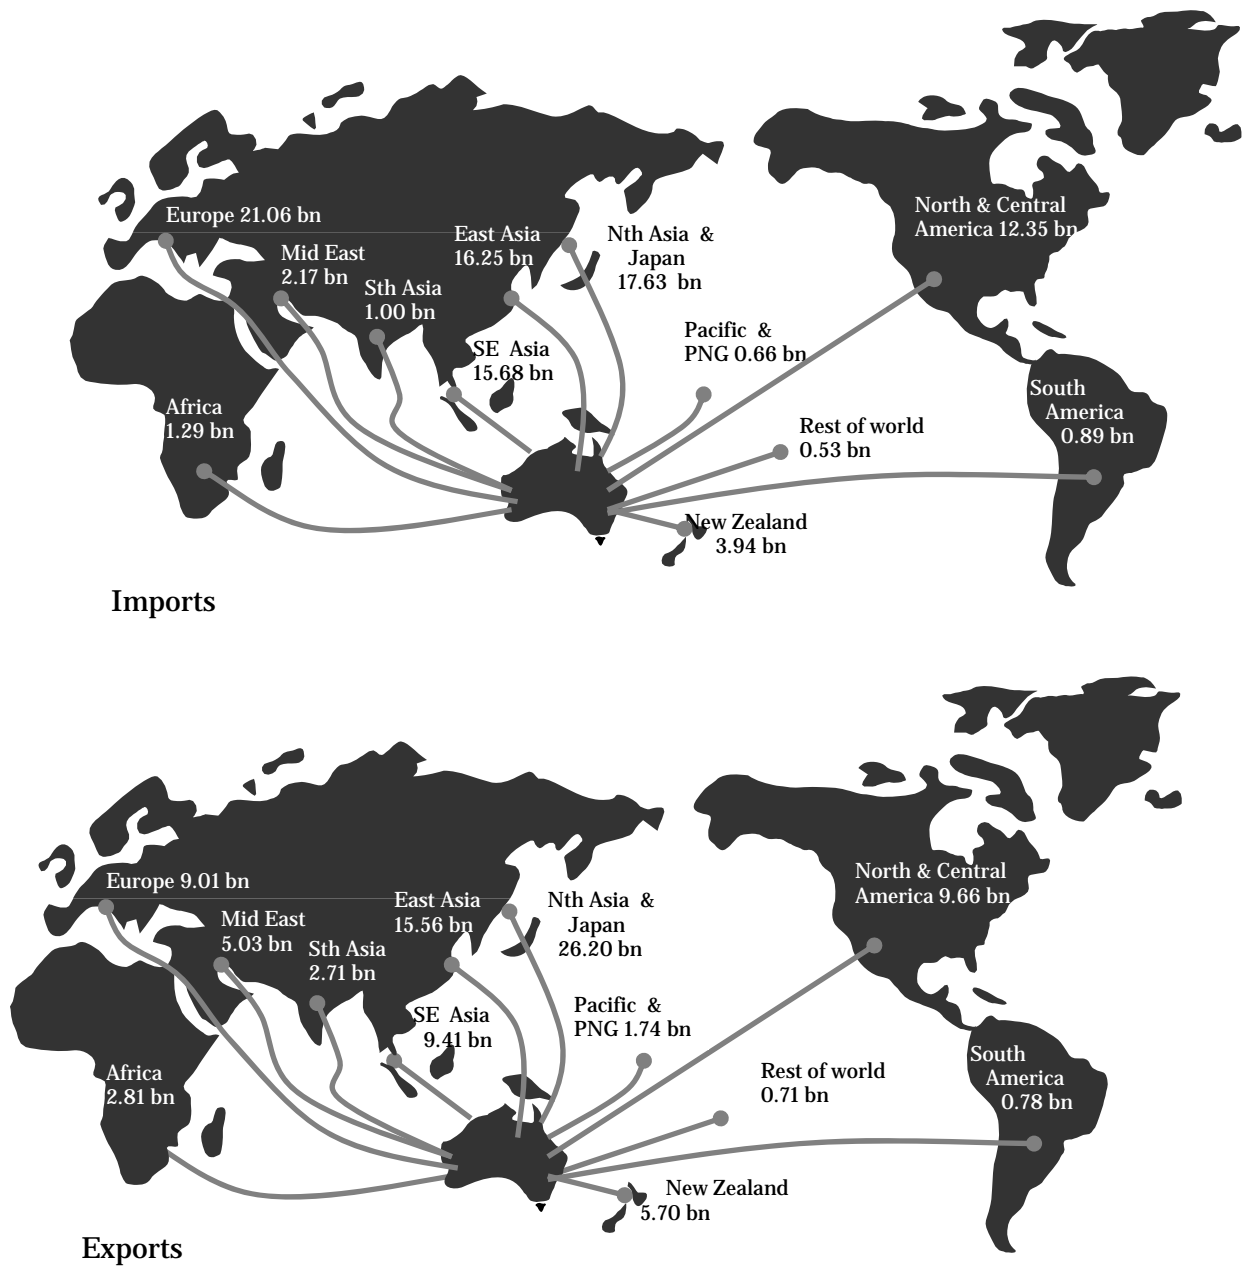 Europe 21.06 bn
Mid East
2.17 bn
Sth Asia
1.00 bn
East Asia
16.25 bn
Nth Asia &
Japan
17.63 bn
North & Central
America 12.35 bn
SE Asia
15.68 bn
Pacific &
PNG 0.66 bn
Africa
1.29 bn
Rest of world
0.53 bn
South
America
0.89 bn
New Zealand
3.94 bn
Imports
Europe 9.01 bn
Mid East
5.03 bn
Sth Asia
2.71 bn
East Asia
15.56 bn
Nth Asia &
Japan
26.20 bn
North & Central
America 9.66 bn
SE Asia
9.41 bn
Pacific &
PNG 1.74 bn
Africa
2.81 bn
Rest of world
0.71 bn
South
America
0.78 bn
New Zealand
5.70 bn
Exports